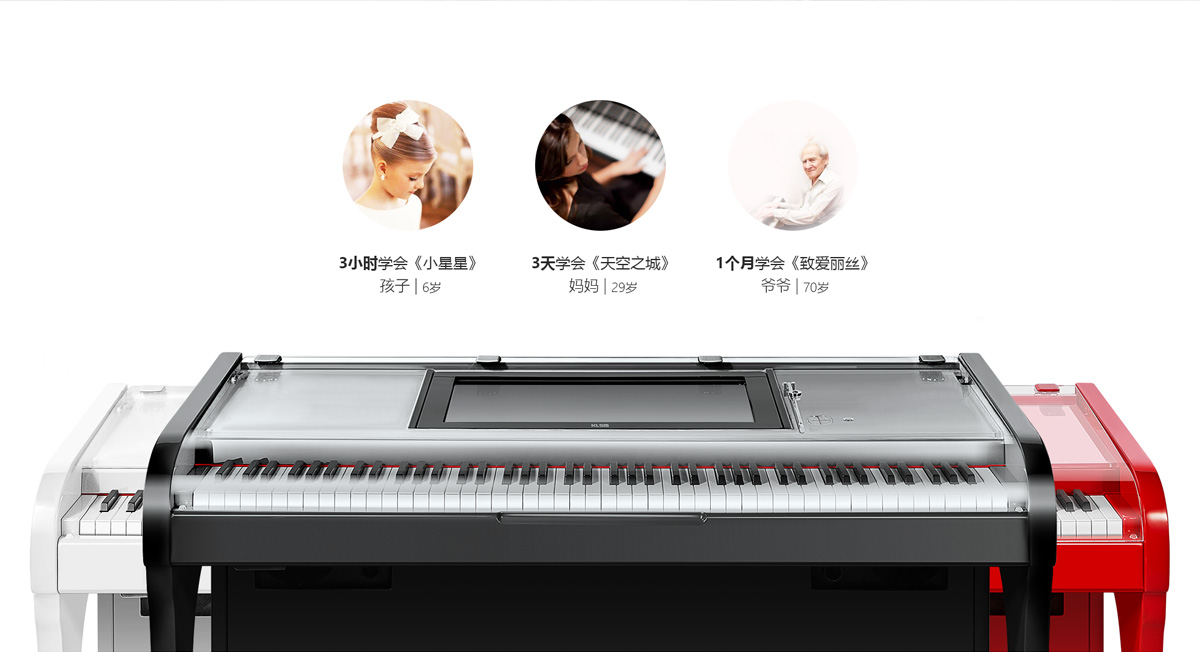 3小时学会《小星星》
孩子 | 6岁
3天学会《天空之城》
妈妈 | 29岁
1个月学会《致爱丽丝》
爷爷 | 70岁